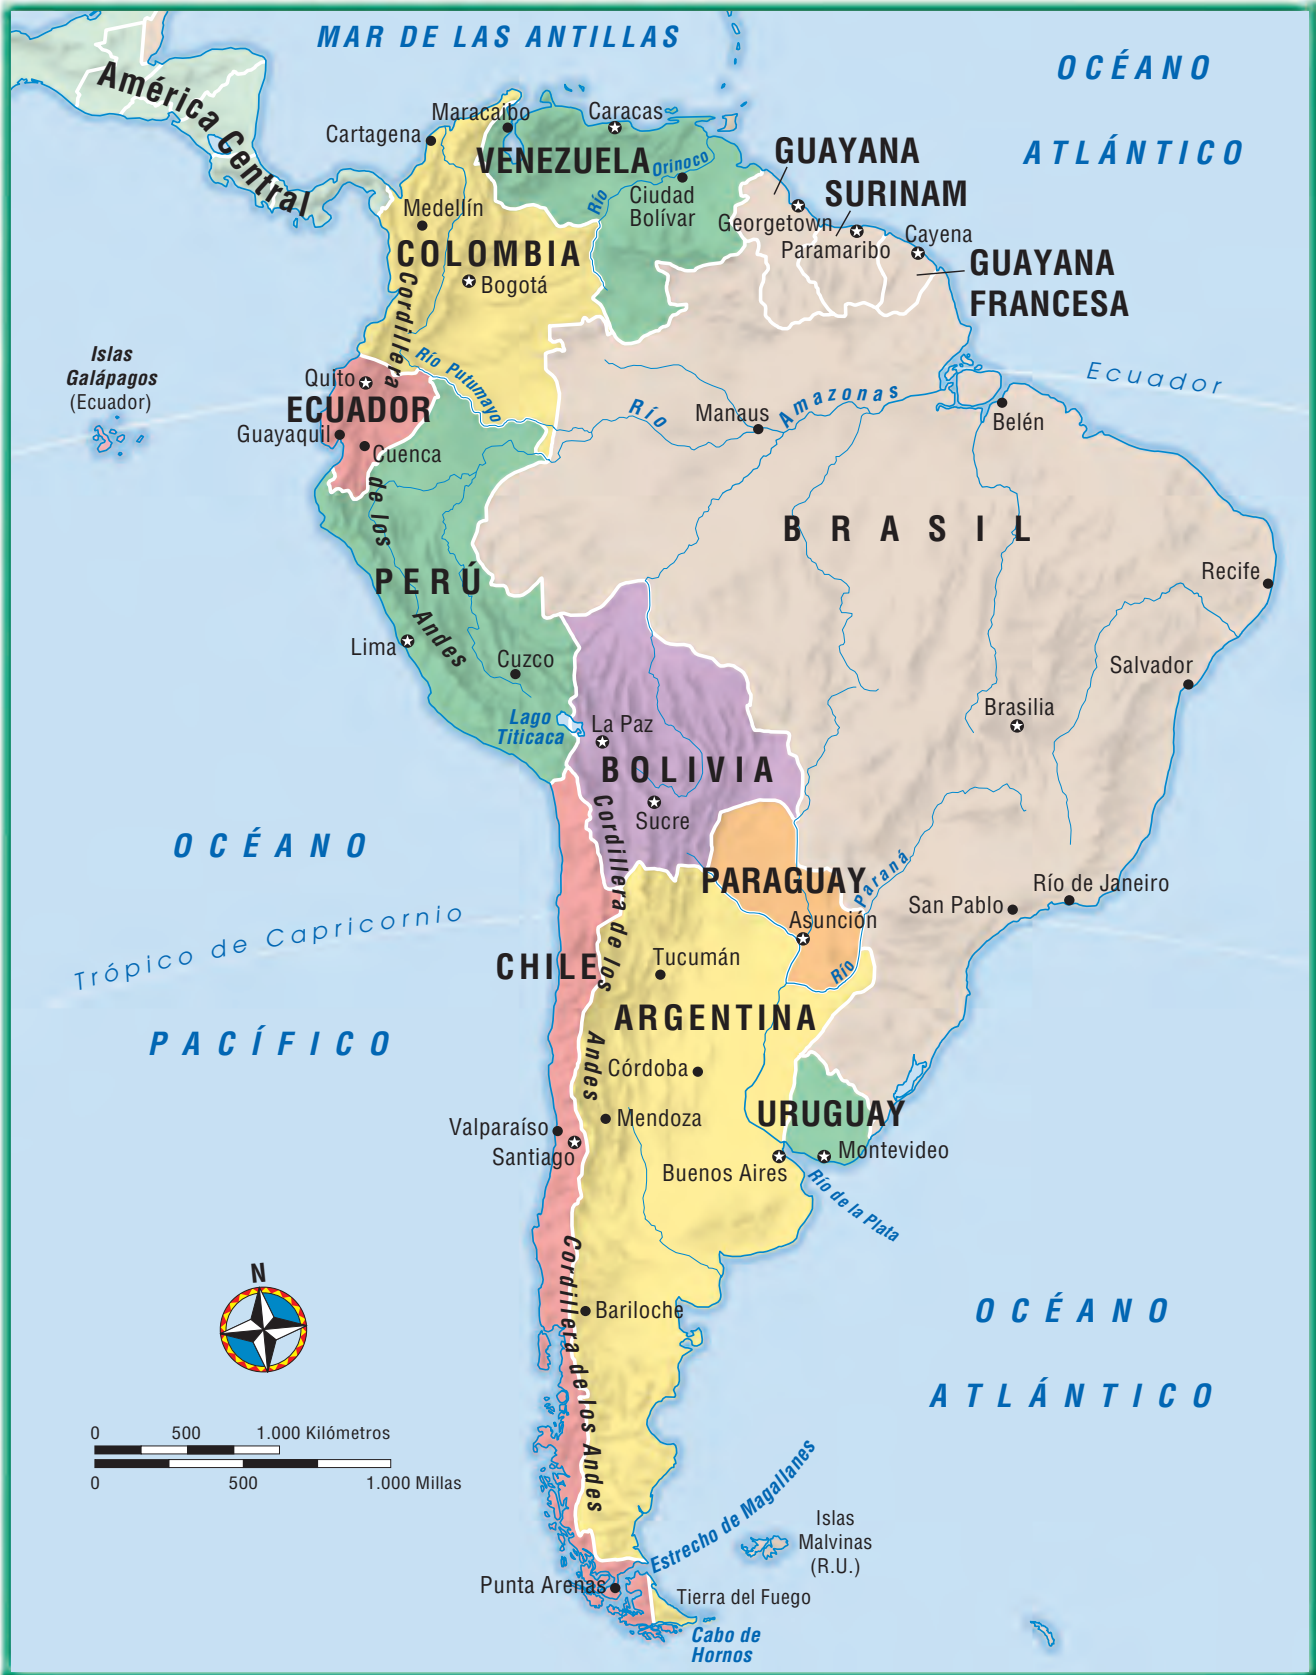 MAR DE LAS ANTILLAS
OCÉANO
ATLÁNTICO
América Central
Maracaibo
Caracas
Cartagena
VENEZUELA
Río Orinoco
Ciudad
Bolívar
GUAYANA
SURINAM
Georgetown
Paramaribo
Cayena
GUAYANA
FRANCESA
Medellín
COLOMBIA
Bogotá
Cordillera de los Andes
Islas
Galápagos
(Ecuador)
Quito
ECUADOR
Guayaquil
Cuenca
Río Putumayo
Río Amazonas
Manaus
Belén
Ecuador
BRASIL
Recife
PERÚ
Lima
Cuzco
Salvador
Brasilia
Lago
Titicaca
La Paz
BOLIVIA
Sucre
OCÉANO
PACÍFICO
Trópico de Capricornio
Cordillera de los Andes
PARAGUAY
Asunción
Río Paraná
San Pablo
Río de Janeiro
CHILE
Tucumán
ARGENTINA
Córdoba
Mendoza
Valparaíso
Santiago
URUGUAY
Montevideo
Buenos Aires
Río de la Plata
Cordillera de los Andes
Bariloche
N
OCÉANO
ATLÁNTICO
0 500 1.000 Kilómetros
0 500 1.000 Millas
Estrecho de Magallanes
Islas
Malvinas
(R.U.)
Punta Arenas
Tierra del Fuego
Cabo de
Hornos